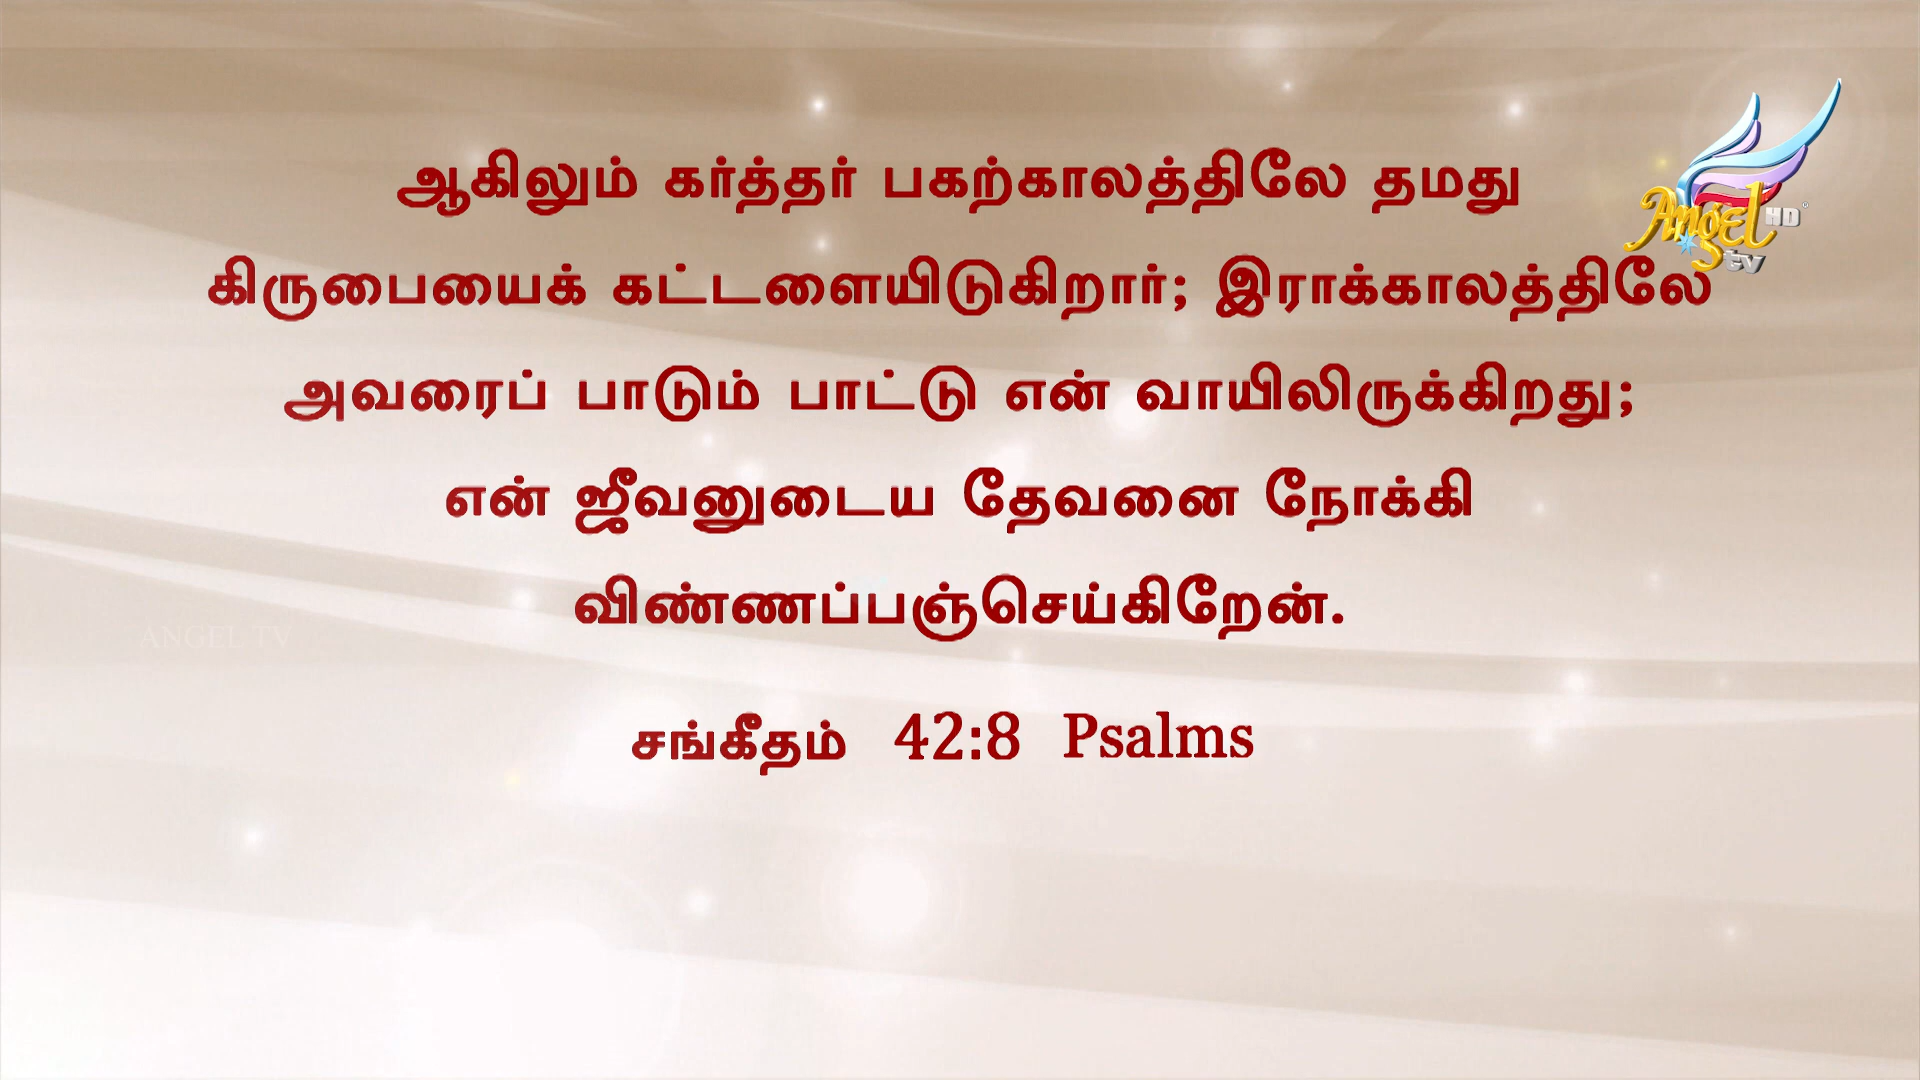 ஆகிலும் கர்த்தர் பகற்காலத்திலே தமது
கிருபையைக் கட்டளையிடுகிறார்; இராக்காலத்திலே
அவரைப் பாடும் பாட்டு என் வாயிலிருக்கிறது;
என் ஜீவனுடைய தேவனை நோக்கி
விண்ணப்பஞ்செய்கிறேன்.
சங்கீதம் 42:8 Psalms
Angel HD
tv
ANGEL TV